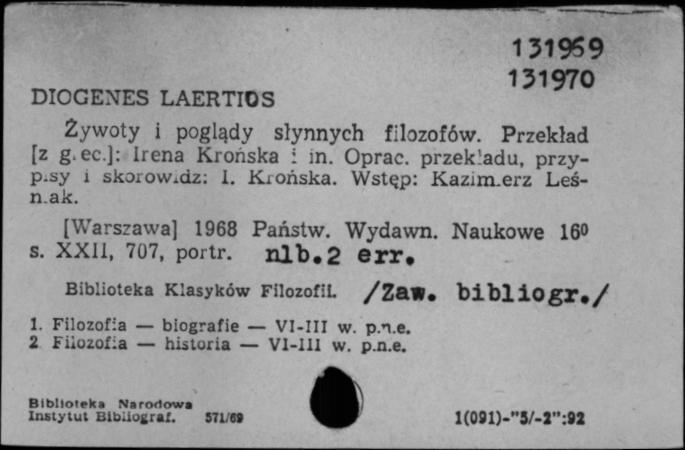 131969
131970
DIOGENES LAERTIOS
Żywoty i poglądy słynnych filozofów. Przekład
[z grec.]: Irena Krońska i in. Oprac. przekładu, przy-
pisy i skorowidz: I. Krońska. Wstęp: Kazimierz Leś-
niak.
[Warszawa] 1968 Państw. Wydawn. Naukowe 16⁰
s. XXII, 707, portr. nlb.2 err.
Biblioteka Klasyków Filozofii. /Zaw. bibliogr./
1. Filozofia — biografie — VI-III w. p.n.e.
2 Filozofia — historia — VI-III w. p.n.e.
Biblioteka Narodowa
Instytut Bibliograf. 571/69 1(091)-"5/-2":92